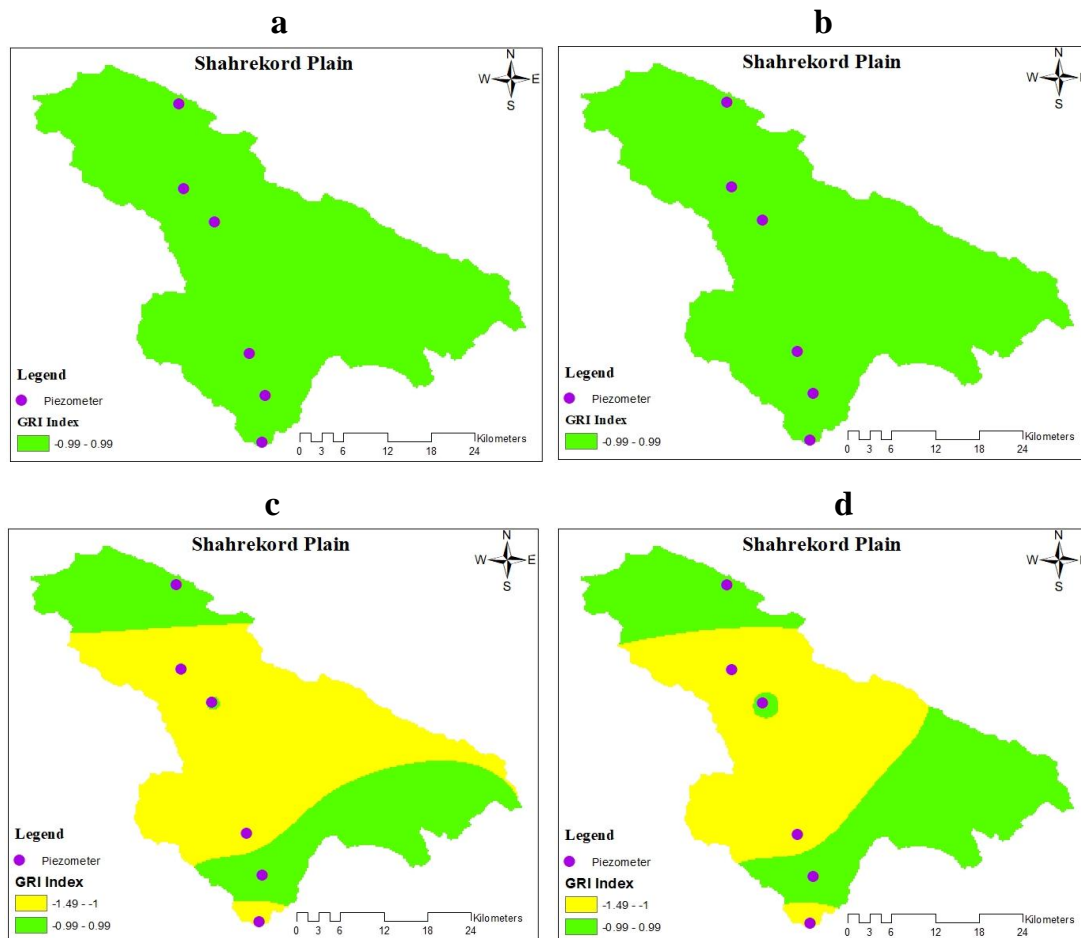 a
b
Shahrekord Plain
N
W E
S
Legend
Piezometer
GRI Index
-0.99 - 0.99
Kilometers
0 3 6 12 18 24
Shahrekord Plain
N
W
S
Legend
Piezometer
GRI Index
-0.99 - 0.99
Kilometers
0 3 6 12 18 24
c
d
Shahrekord Plain
N
W E
S
Legend
Piezometer
GRI Index
-1.49 - -1
-0.99 - 0.99
Kilometers
0 3 6 12 18 24
Shahrekord Plain
N
W
S
Legend
Piezometer
GRI Index
-1.49 - -1
-0.99 - 0.99
Kilometers
0 3 6 12 18 24